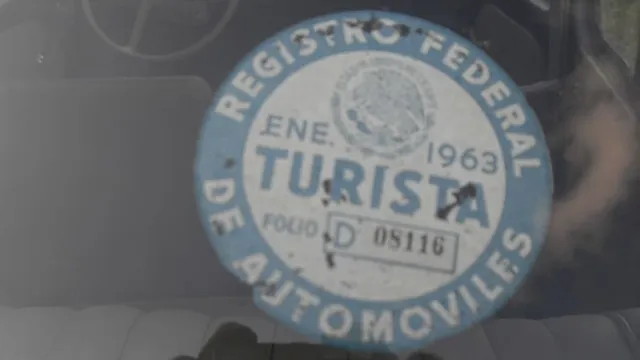 REGISTRO FEDERAL
DE AUTOMOVILES
ENE. 1963
TURISTA
FOLIO D 08116